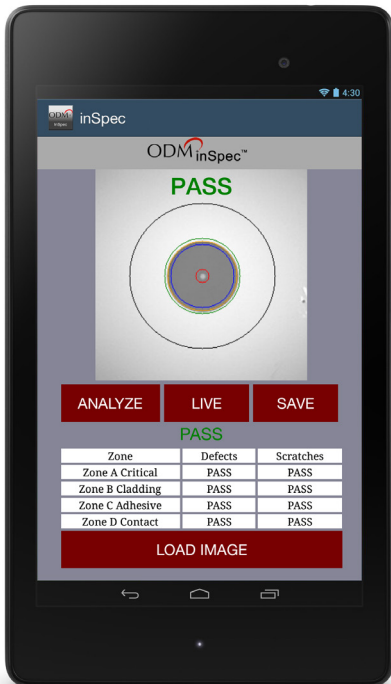 4:30
ODM
inSpec
inSpec
ODM inSpec™
PASS
ANALYZE LIVE SAVE
PASS
Zone Defects Scratches
Zone A Critical PASS PASS
Zone B Cladding PASS PASS
Zone C Adhesive PASS PASS
Zone D Contact PASS PASS
LOAD IMAGE